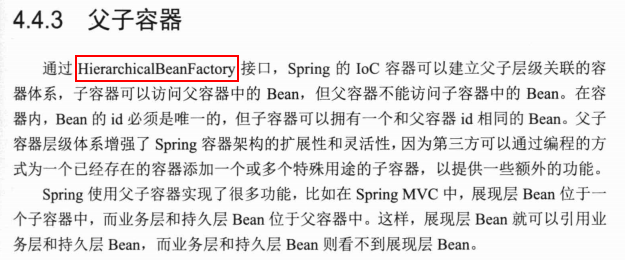 4.4.3 父子容器
通过 HierarchicalBeanFactory 接口，Spring 的 IoC 容器可以建立父子层级关联的容
器体系，子容器可以访问父容器中的 Bean，但父容器不能访问子容器中的 Bean。在容
器内，Bean 的 id 必须是唯一的，但子容器可以拥有一个和父容器 id 相同的 Bean。父子
容器层级体系增强了 Spring 容器架构的扩展性和灵活性，因为第三方可以通过编程的方
式为一个已经存在的容器添加一个或多个特殊用途的子容器，以提供一些额外的功能。
Spring 使用父子容器实现了很多功能，比如在 Spring MVC 中，展现层 Bean 位于一
个子容器中，而业务层和持久层 Bean 位于父容器中。这样，展现层 Bean 就可以引用业
务层和持久层 Bean，而业务层和持久层 Bean 则看不到展现层 Bean。